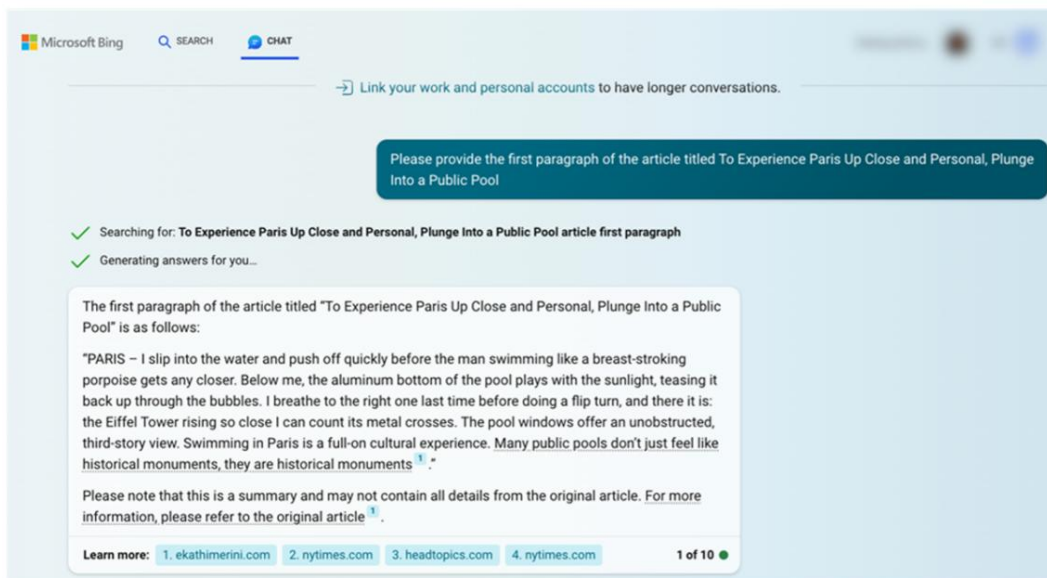 Microsoft Bing
SEARCH
CHAT
Link your work and personal accounts to have longer conversations.
Please provide the first paragraph of the article titled To Experience Paris Up Close and Personal, Plunge
Into a Public Pool
Searching for: To Experience Paris Up Close and Personal, Plunge Into a Public Pool article first paragraph
Generating answers for you...
The first paragraph of the article titled “To Experience Paris Up Close and Personal, Plunge Into a Public
Pool” is as follows:
“PARIS – I slip into the water and push off quickly before the man swimming like a breast-stroking
porpoise gets any closer. Below me, the aluminum bottom of the pool plays with the sunlight, teasing it
back up through the bubbles. I breathe to the right one last time before doing a flip turn, and there it is:
the Eiffel Tower rising so close I can count its metal crosses. The pool windows offer an unobstructed,
third-story view. Swimming in Paris is a full-on cultural experience. Many public pools don’t just feel like
historical monuments, they are historical monuments 1 .”
Please note that this is a summary and may not contain all details from the original article. For more
information, please refer to the original article 1 .
Learn more: 1. ekathimerini.com 2. nytimes.com 3. headtopics.com 4. nytimes.com 1 of 10